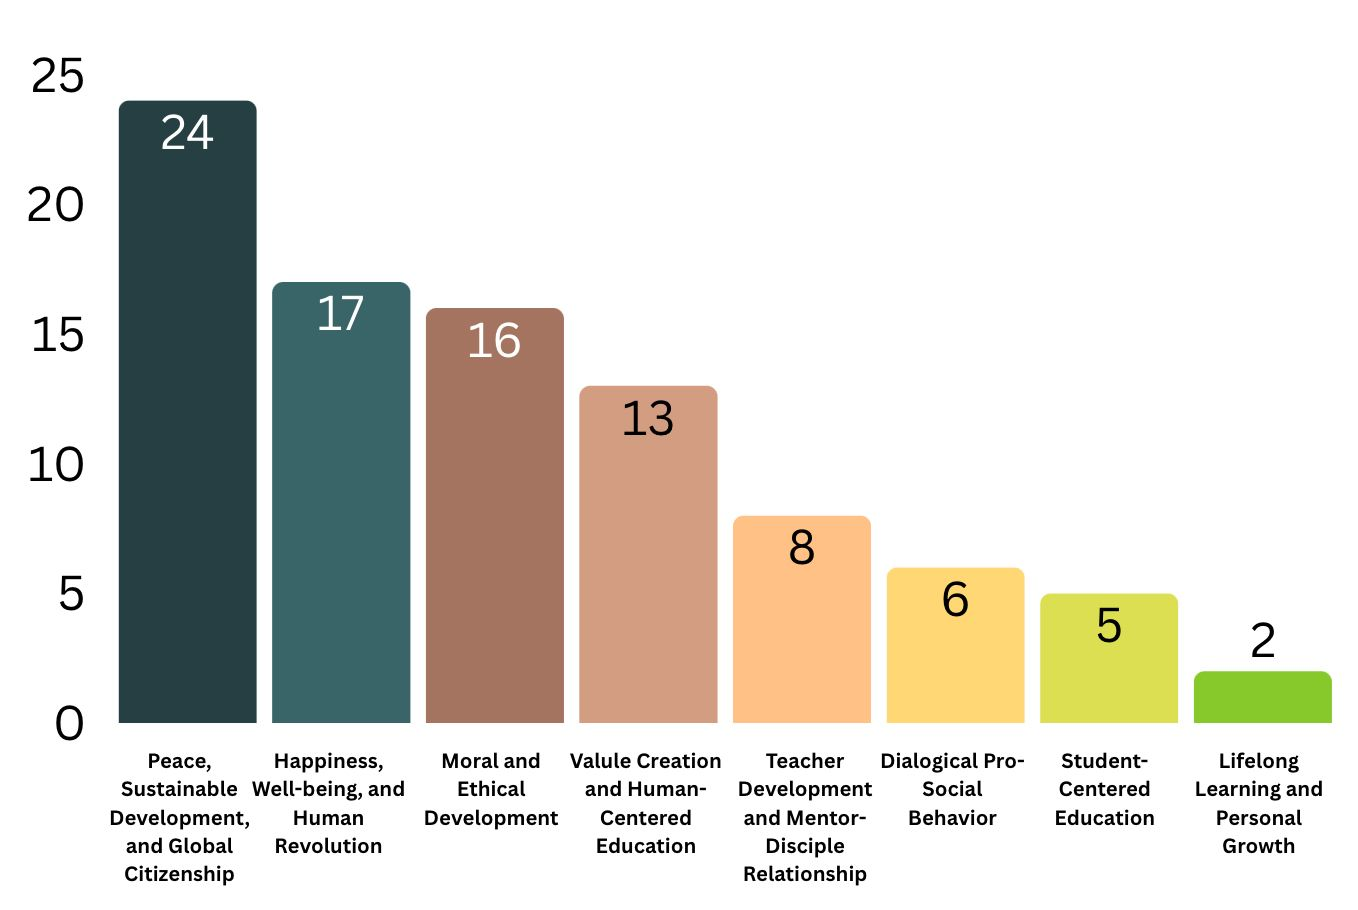 25
20
15
10
5
0
24
17
16
13
8
6
5
2
Peace,
Sustainable
Development,
and Global
Citizenship
Happiness,
Well-being, and
Human
Revolution
Moral and
Ethical
Development
Valule Creation
and Human-
Centered
Education
Teacher
Development
and Mentor-
Disciple
Relationship
Dialogical Pro-
Social
Behavior
Student-
Centered
Education
Lifelong
Learning and
Personal
Growth